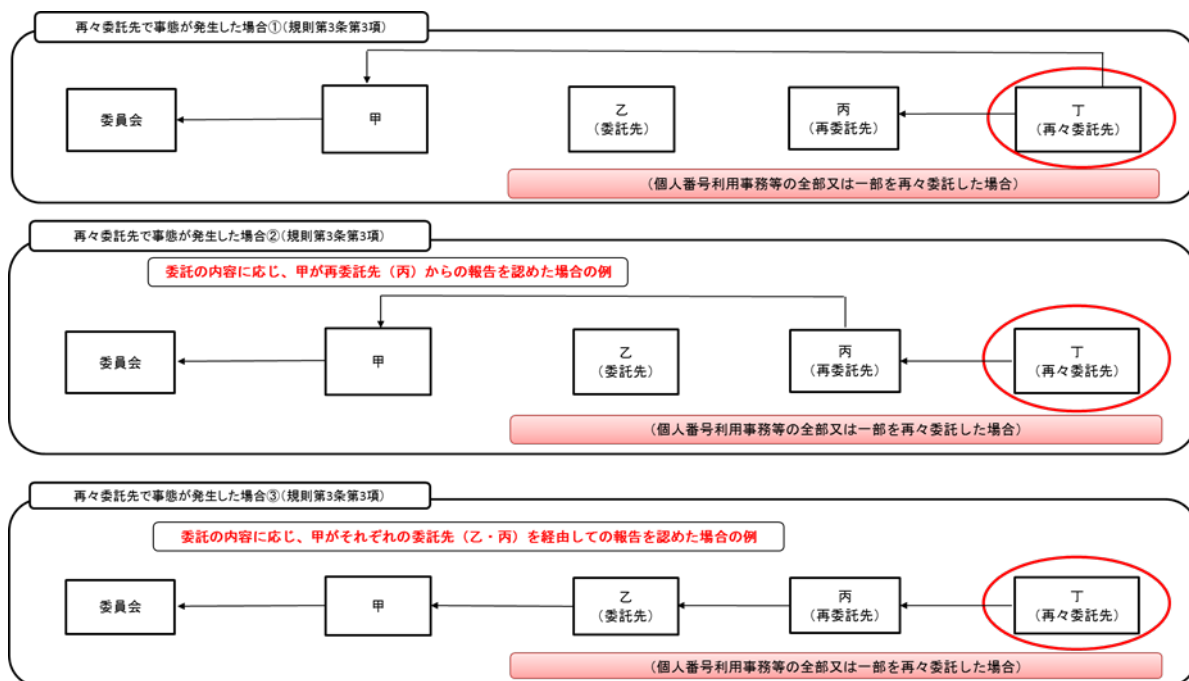 再々委託先で事態が発生した場合①(規則第3条第3項)
委員会
甲
乙
(委託先)
丙
(再委託先)
丁
(再々委託先)
(個人番号利用事務等の全部又は一部を再々委託した場合)
再々委託先で事態が発生した場合②(規則第3条第3項)
委託の内容に応じ、甲が再委託先(丙)からの報告を認めた場合の例
委員会
甲
乙
(委託先)
丙
(再委託先)
丁
(再々委託先)
(個人番号利用事務等の全部又は一部を再々委託した場合)
再々委託先で事態が発生した場合③(規則第3条第3項)
委託の内容に応じ、甲がそれぞれの委託先(乙・丙)を経由しての報告を認めた場合の例
委員会
甲
乙
(委託先)
丙
(再委託先)
丁
(再々委託先)
(個人番号利用事務等の全部又は一部を再々委託した場合)